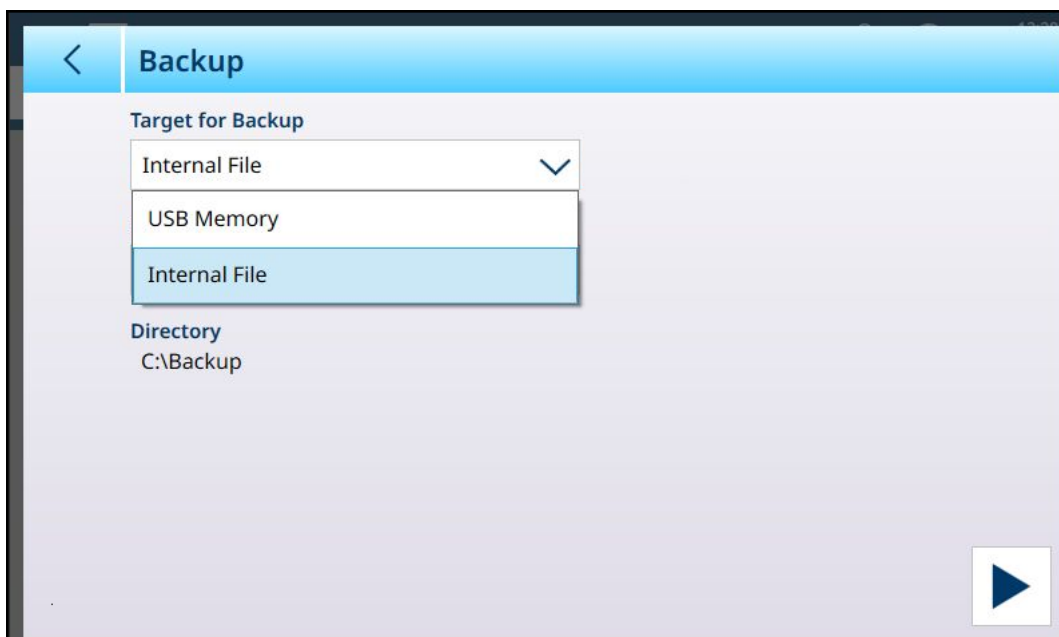 Backup
Target for Backup
Internal File
USB Memory
Internal File
Directory
C:\Backup